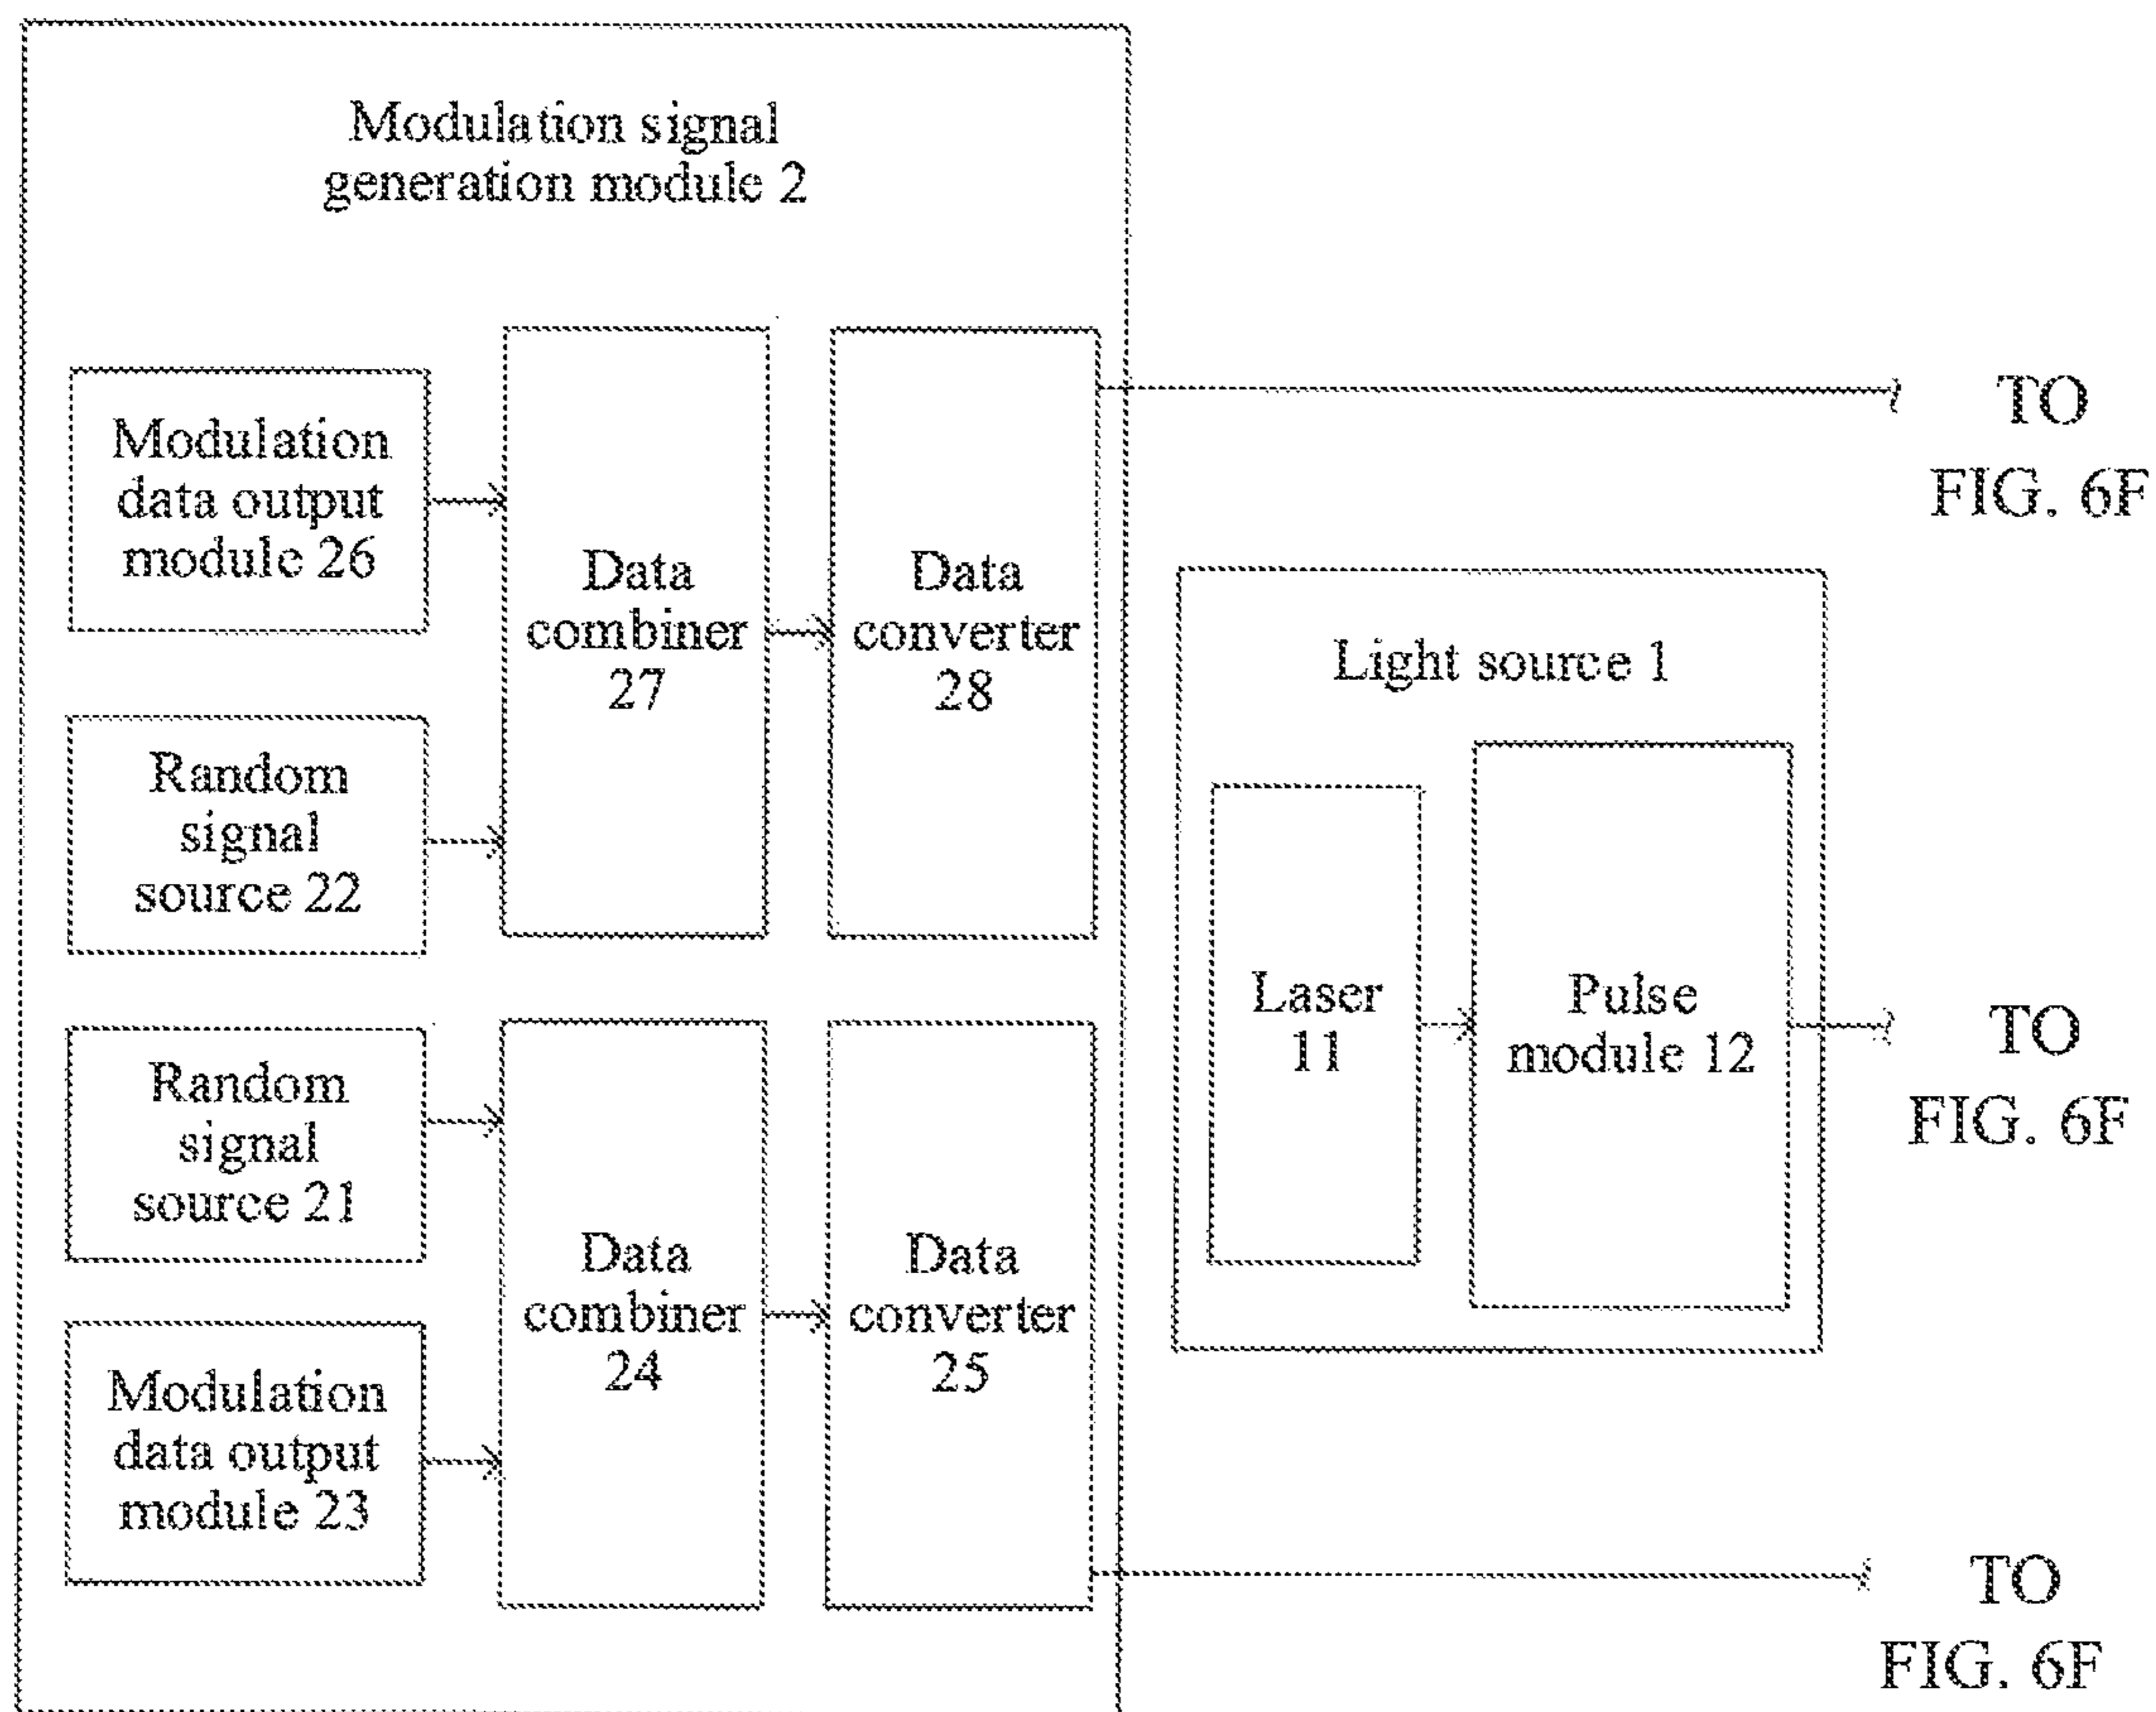 Modulation signal
generation module 2
Modulation
data output
module 26
Random
signal
source 22
Data
combiner
27
Data
converter
28
TO
FIG. 6F
Random
signal
source 21
Modulation
data output
module 23
Data
combiner
24
Data
converter
25
Light source 1
Laser
11
Pulse
module 12
TO
FIG. 6F
TO
FIG. 6F